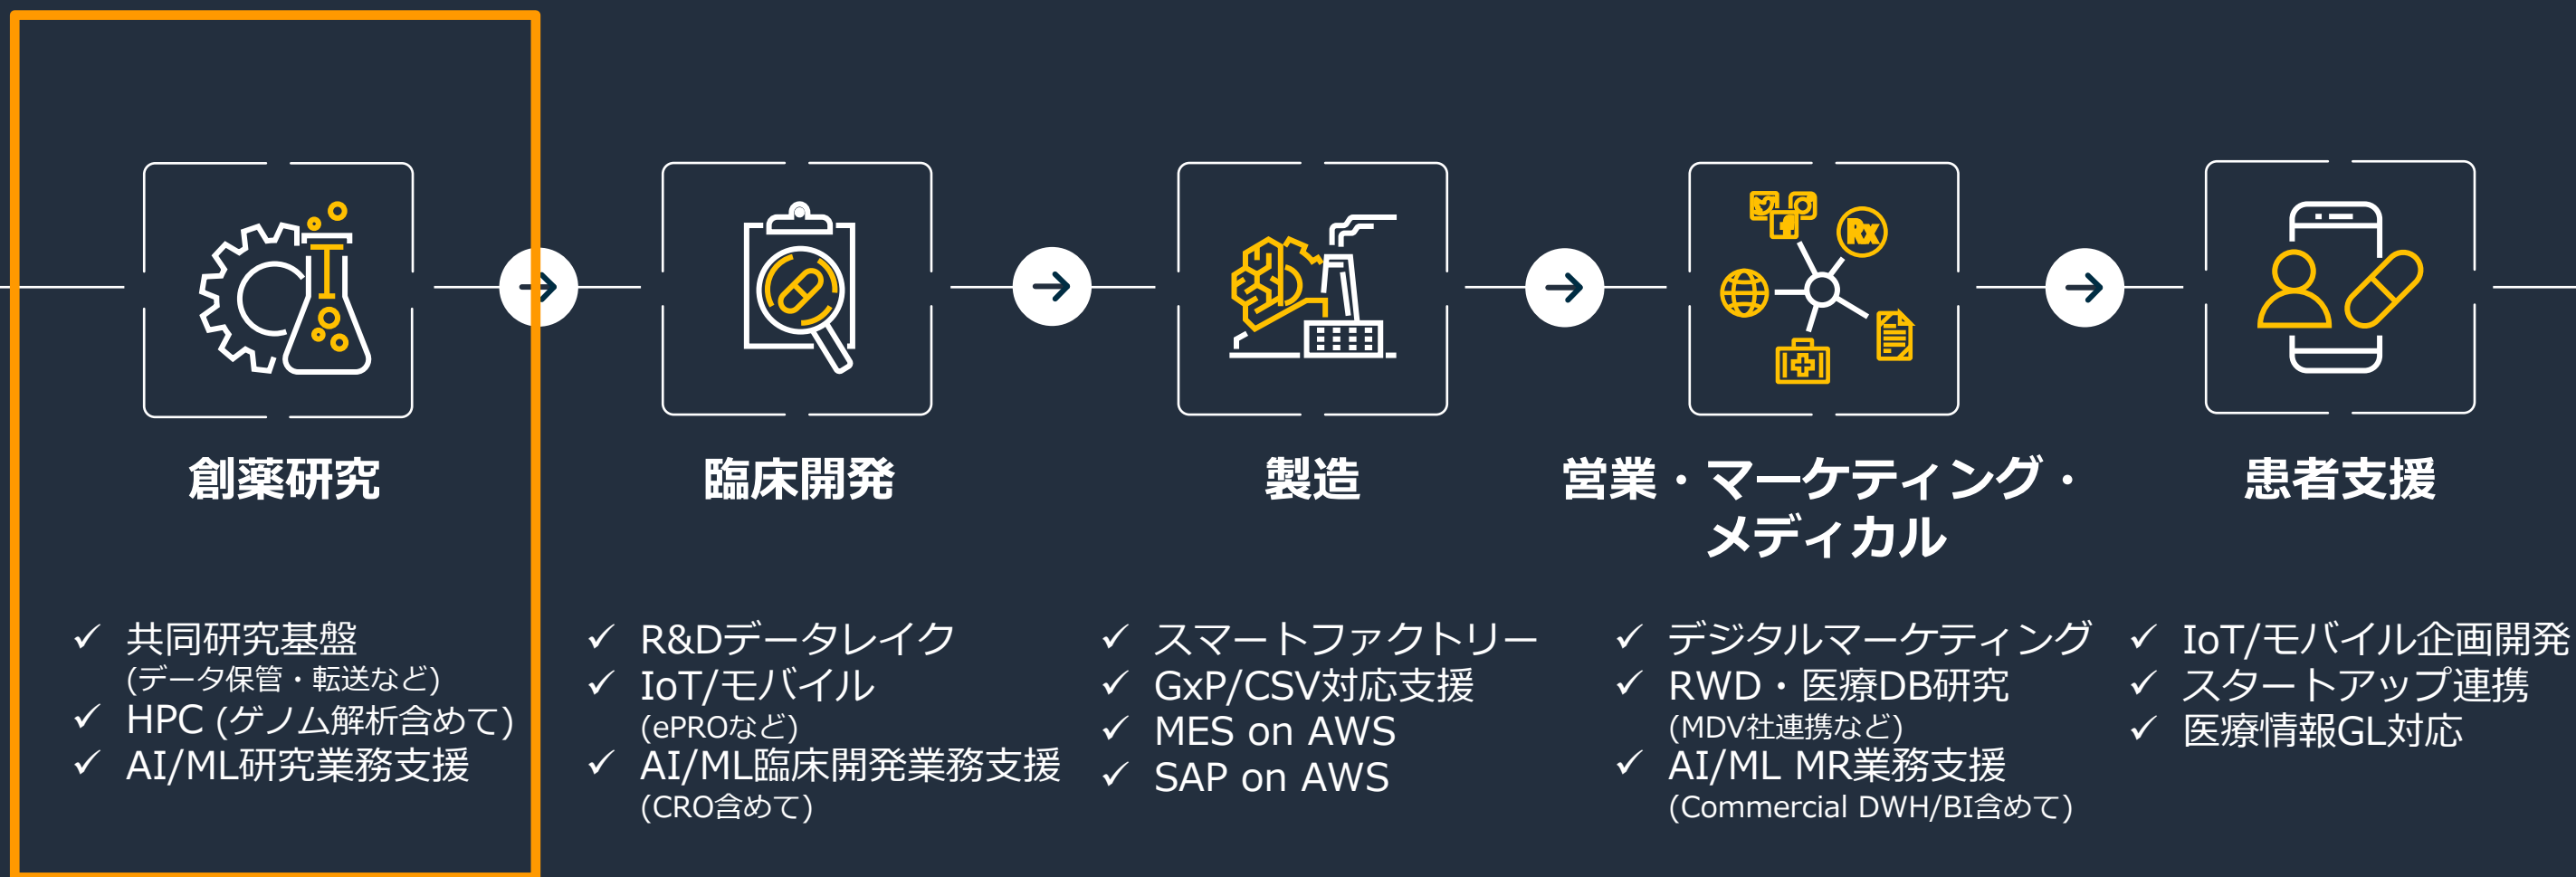 創薬研究
✓ 共同研究基盤
(データ保管・転送など)
✓ HPC (ゲノム解析含めて)
✓ AI/ML研究業務支援
臨床開発
✓ R&Dデータレイク
✓ IoT/モバイル
(ePROなど)
✓ AI/ML臨床開発業務支援
(CRO含めて)
製造
✓ スマートファクトリー
✓ GxP/CSV対応支援
✓ MES on AWS
✓ SAP on AWS
Rx
営業・マーケティング・
メディカル
✓ デジタルマーケティング
✓ RWD・医療DB研究
(MDV社連携など)
✓ AI/ML MR業務支援
(Commercial DWH/BI含めて)
患者支援
✓ IoT/モバイル企画開発
✓ スタートアップ連携
✓ 医療情報GL対応